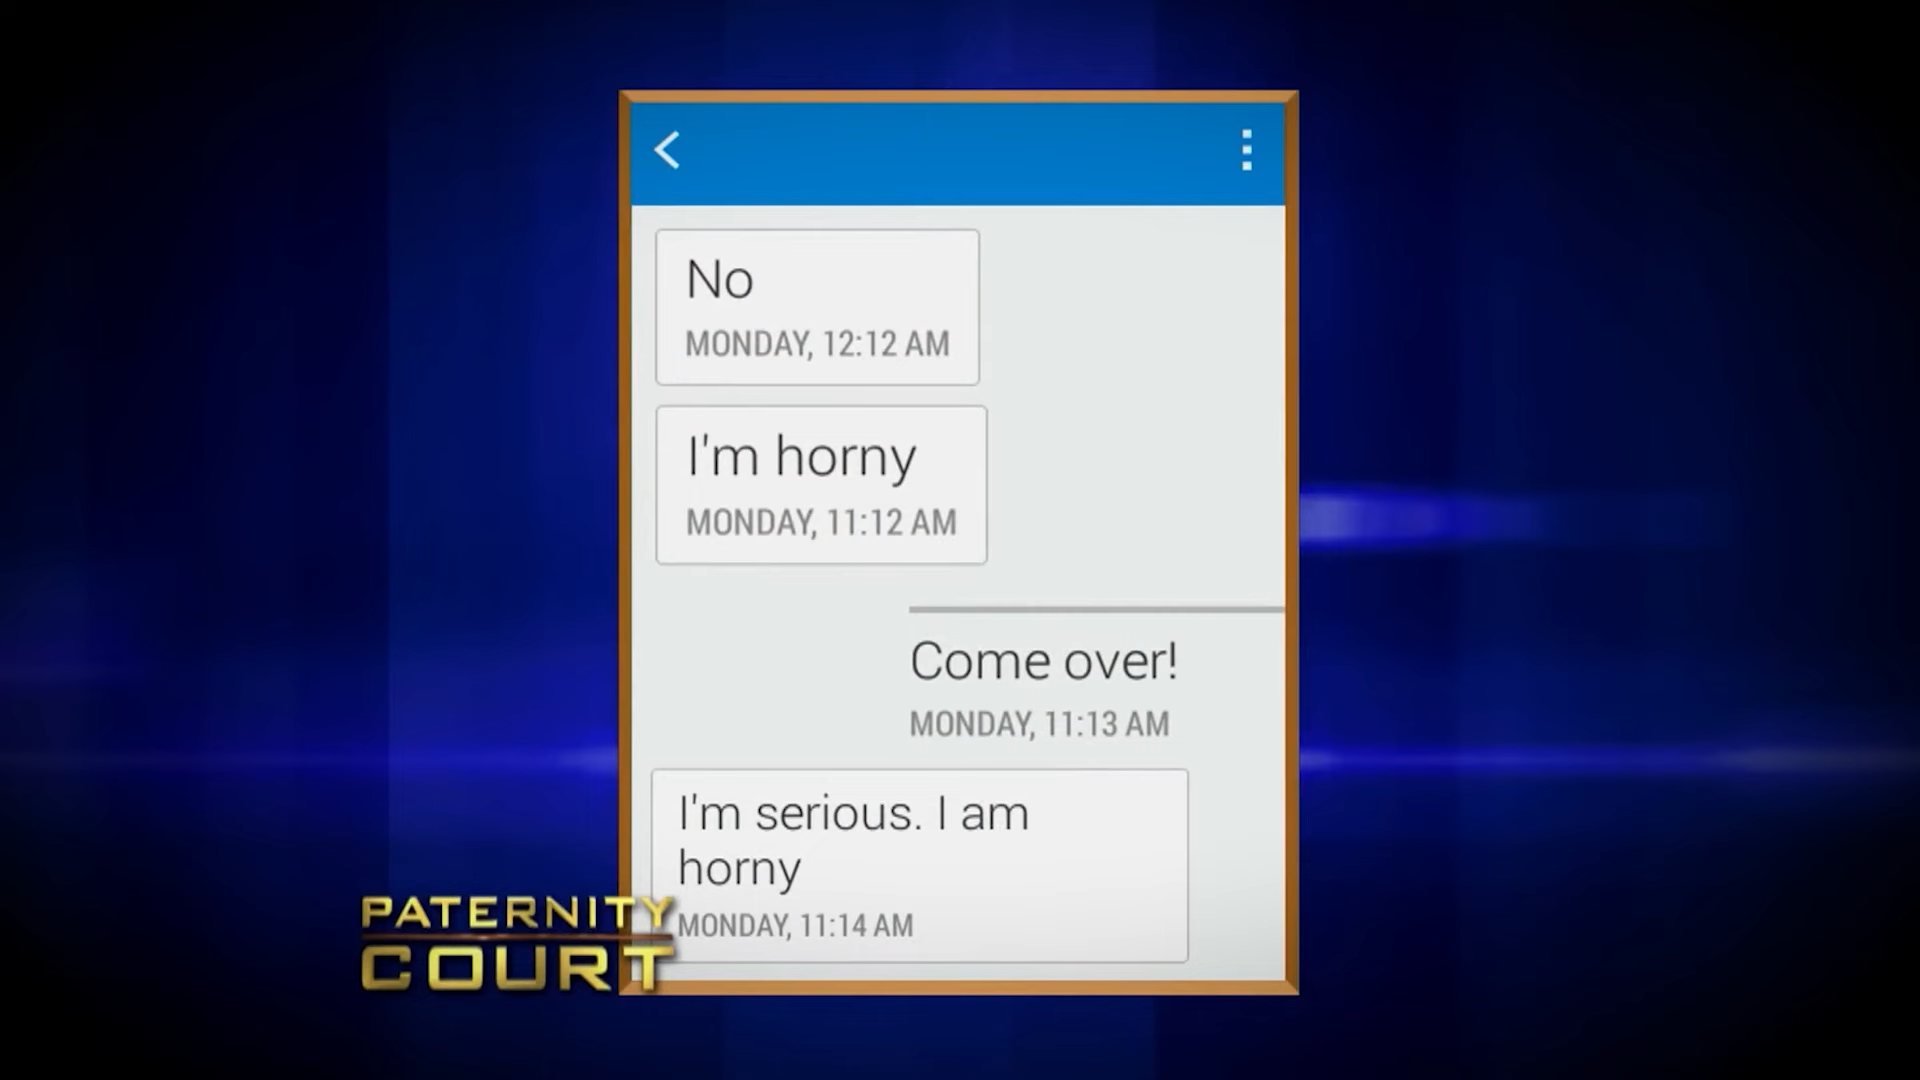 No
MONDAY, 12:12 AM
I'm horny
MONDAY, 11:12 AM
Come over!
MONDAY, 11:13 AM
I'm serious. I am
horny
MONDAY, 11:14 AM
PATERNITY
COURT